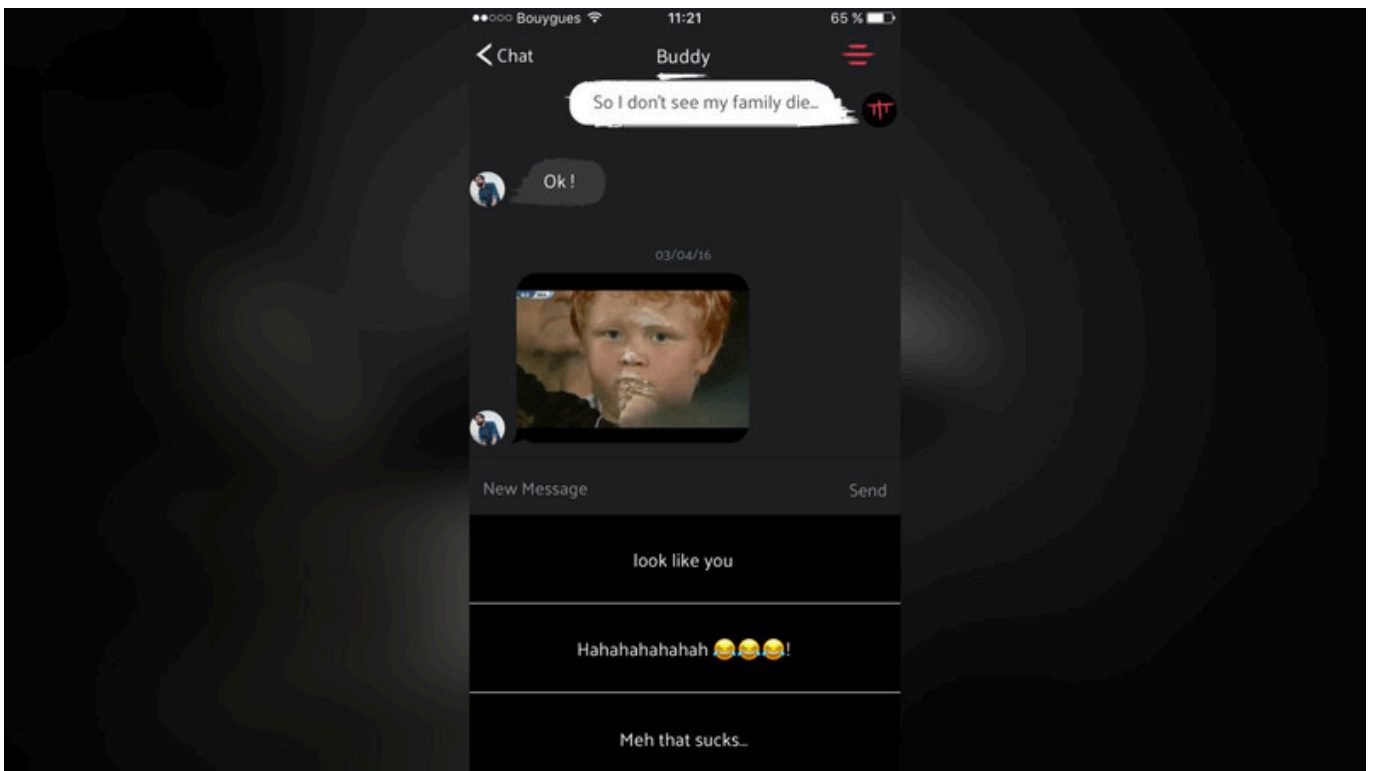 Bouygues 11:21 65 %
Chat Buddy
So I don't see my family die...
Ok !
03/04/16
New Message Send
look like you
Hahahahahahah 😂😂😂!
Meh that sucks...